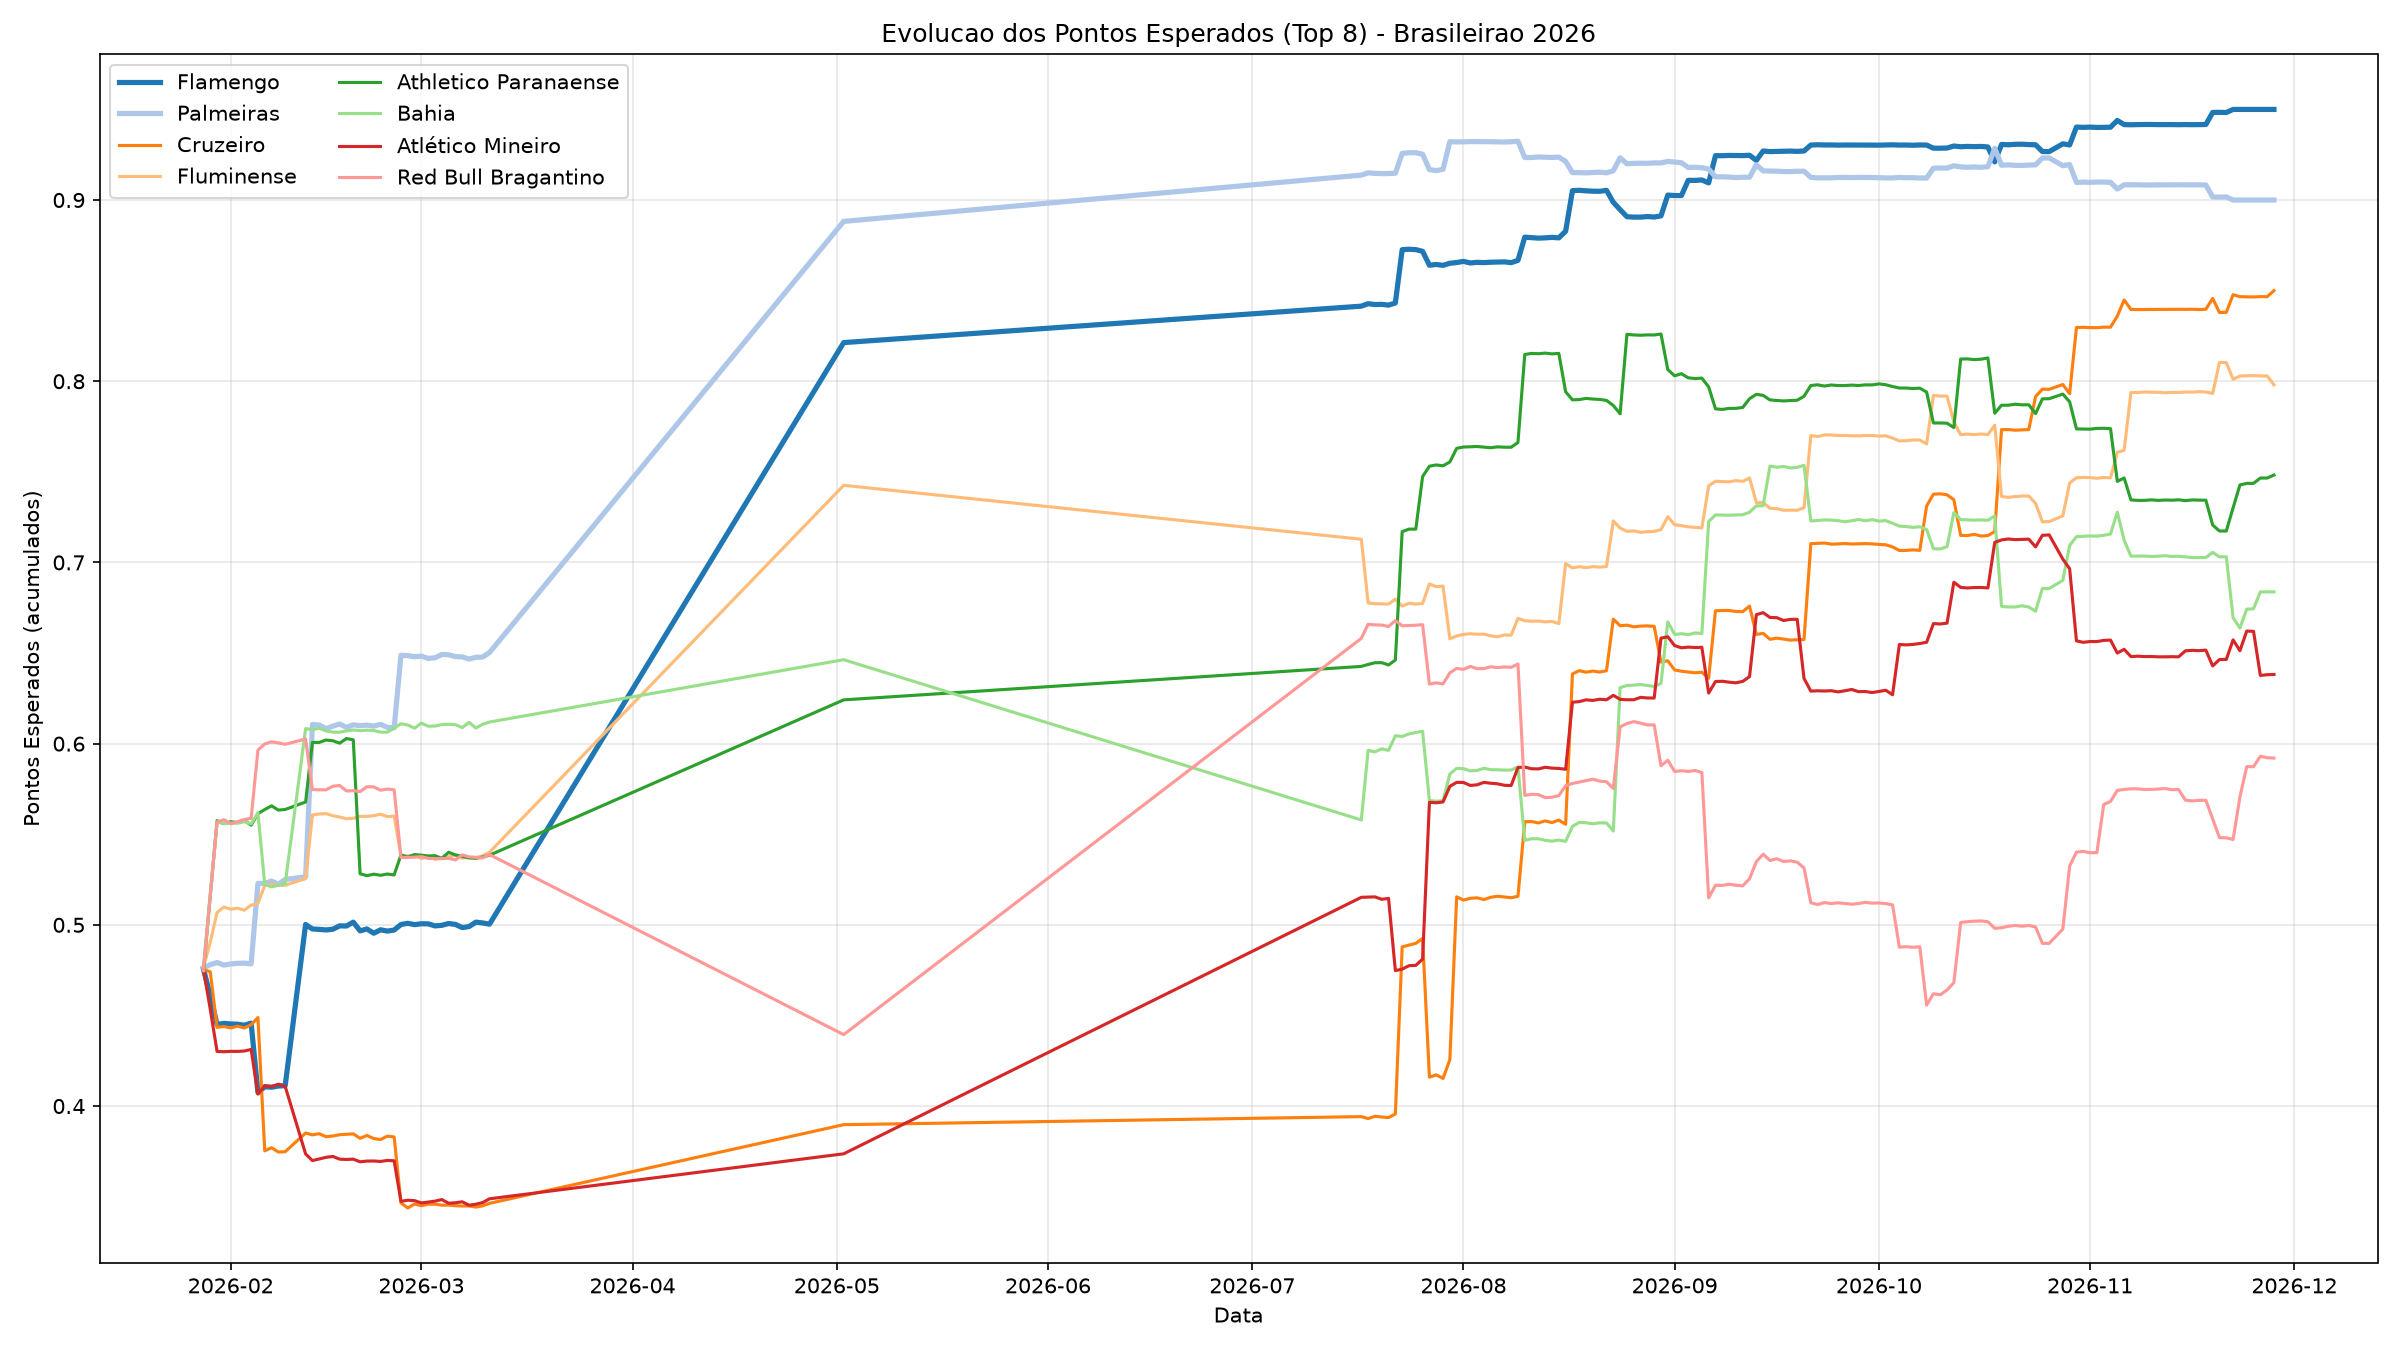 Evolucao dos Pontos Esperados (Top 8) - Brasileirao 2026
Flamengo
Palmeiras
Cruzeiro
Fluminense
Athletico Paranaense
Bahia
Atlético Mineiro
Red Bull Bragantino
Pontos Esperados (acumulados)
0.9
0.8
0.7
0.6
0.5
0.4
2026-02 2026-03 2026-04 2026-05 2026-06 2026-07 2026-08 2026-09 2026-10 2026-11 2026-12
Data